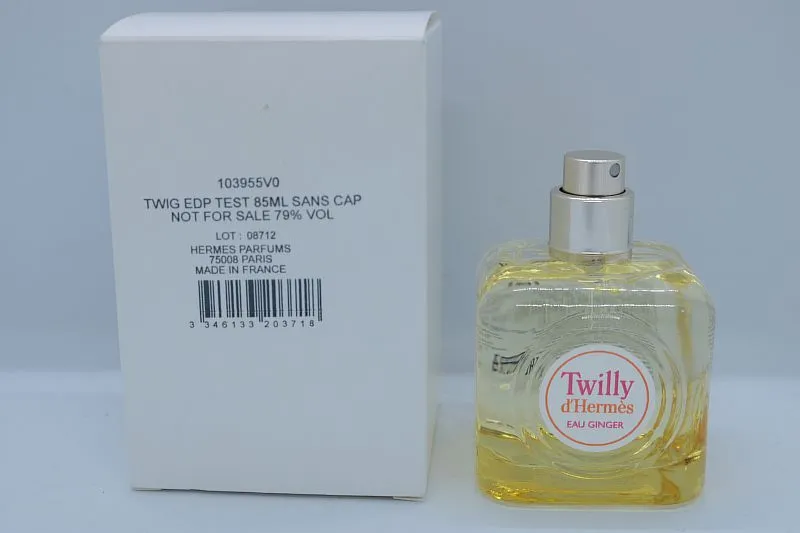 103955V0
TWIG EDP TEST 85ML SANS CAP
NOT FOR SALE 79% VOL
LOT : 08712
HERMES PARFUMS
75008 PARIS
MADE IN FRANCE
3 346133 203718
Twilly
d'Hermès
EAU GINGER